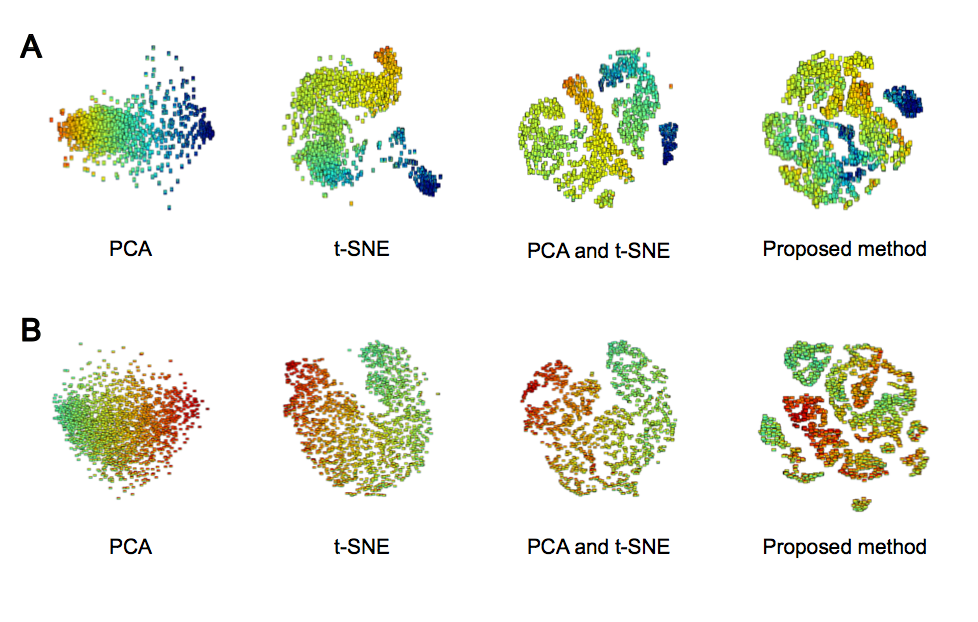 A
PCA
t-SNE
PCA and t-SNE
Proposed method
B
PCA
t-SNE
PCA and t-SNE
Proposed method